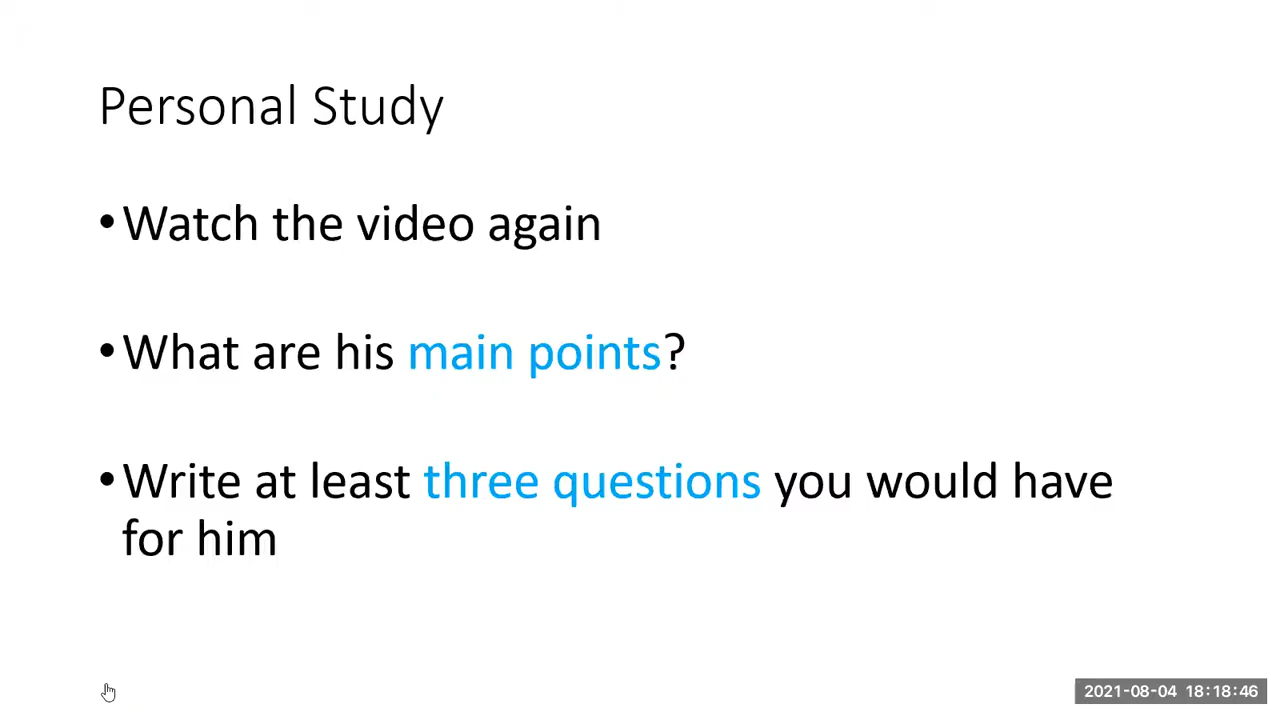 Personal Study
•Watch the video again
•What are his main points?
•Write at least three questions you would have
for him
2021-08-04 18:18:46